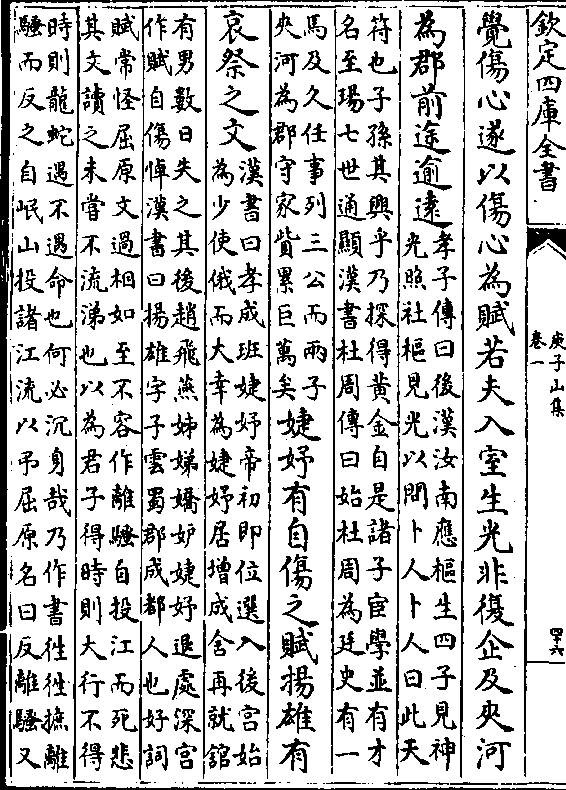 欽定四庫全書
庾子山集
卷一
四十六
覺傷心遂以傷心為賦若夫入室生光非復企及夾河
為郡前途逾遠
孝子傳曰後漢汝南應樞生四子見神
光照社樞見光以問卜人卜人曰此天
符也子孫其興乎乃探得黄金自是諸子宦學並有才
名至瑒七世通顯漢書杜周傳曰始杜周為廷史有一
馬及久任事列三公而兩子
夾河為郡守家貲累巨萬矣
婕妤有自傷之賦揚雄有
哀祭之文
漢書曰孝成班婕妤帝初即位選入後宫始
為少使俄而大幸為婕妤居增成舍再就館
有男數日失之其後趙飛燕姊娣嬌妒婕妤退處深宫
作賦自傷悼漢書曰揚雄字子雲蜀郡成都人也好詞
賦常怪屈原文過相如至不容作離騷自投江而死悲
其文讀之未嘗不流涕也以為君子得時則大行不得
時則龍蛇遇不遇命也何必沉身哉乃作書徃徃摭離
騷而反之自岷山投諸江流以弔屈原名曰反離騷又